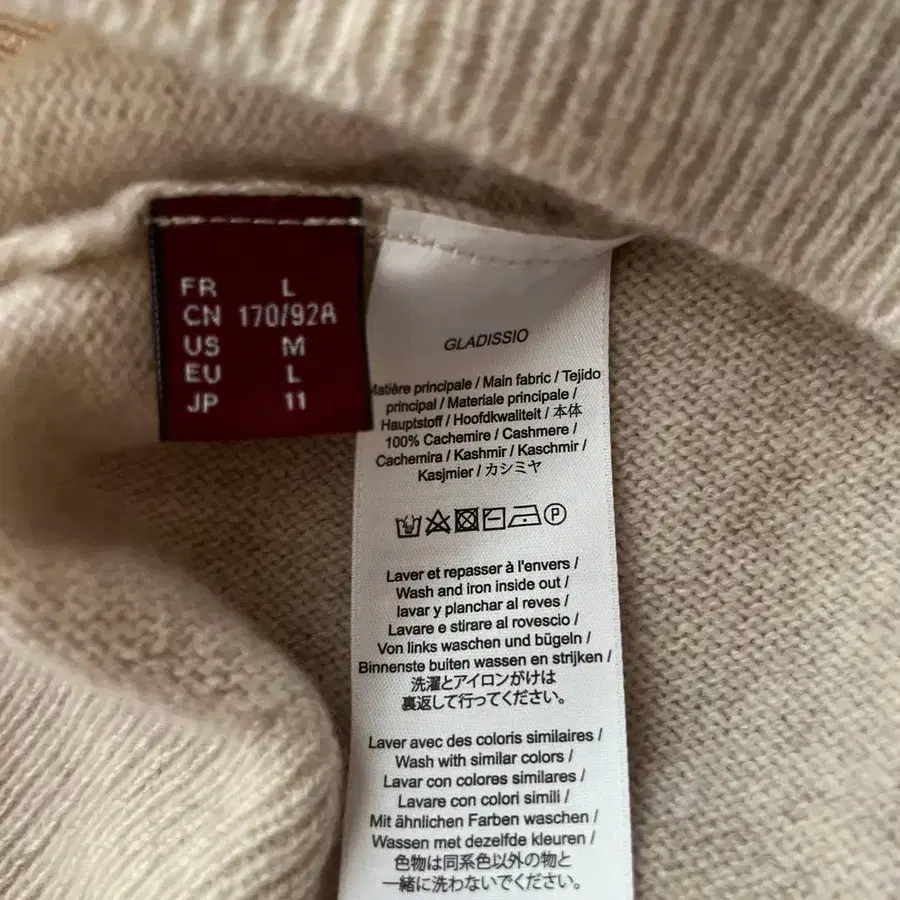 FR L
CN 170/92A
US M
EU L
JP 11
GLADISSIO
Matière principale / Main fabric / Tejido
principal / Materiale principale /
Hauptstoff / Hoofdkwaliteit / 本体
100% Cachemire / Cashmere /
Cachemira / Kashmir / Kaschmir /
Kasjmier / カシミヤ
P
Laver et repasser à l'envers /
Wash and iron inside out /
lavar y planchar al reves /
Lavare e stirare al rovescio /
Von links waschen und bügeln /
Binnenste buiten wassen en strijken /
洗濯とアイロンがけは
裏返して行ってください。
Laver avec des coloris similaires /
Wash with similar colors /
Lavar con colores similares /
Lavare con colori simili /
Mit ähnlichen Farben waschen /
Wassen met dezelfde kleuren /
色物は同系色以外の物と
一緒に洗わないでください。